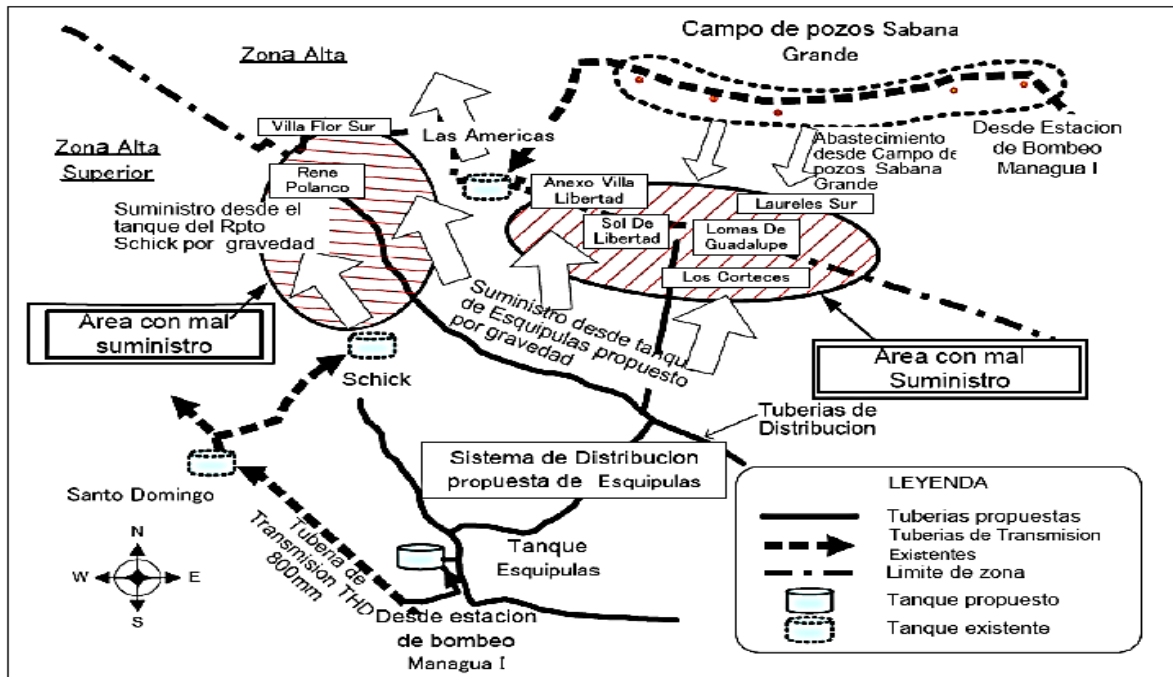 Zona Alta
Campo de pozos Sabana
Grande
Villa Flor Sur
Las Americas
Desde Estacion
de Bombeo
Managua I
Zona Alta
Superior
Rene
Polanco
Abastecimiento
desde Campo de
pozos Sabana
Grande
Anexo Villa
Libertad
Laureles Sur
Suministro desde el
tanque del Rpto
Schick por gravedad
Sol De
Libertad
Lomas De
Guadalupe
Los Corteces
Suministro desde tanqu
de Esquipulas propuesto
por gravedad
Area con mal
suministro
Area con mal
Suministro
Schick
Tuberias de
Distribucion
Sistema de Distribucion
propuesta de Esquipulas
Santo Domingo
Tuberia de
Transmision THD
800mm
Tanque
Esquipulas
Desde estacion
de bombeo
Managua I
N
W
E
S
LEYENDA
Tuberias propuestas
Tuberias de Transmision
Existentes
Limite de zona
Tanque propuesto
Tanque existente